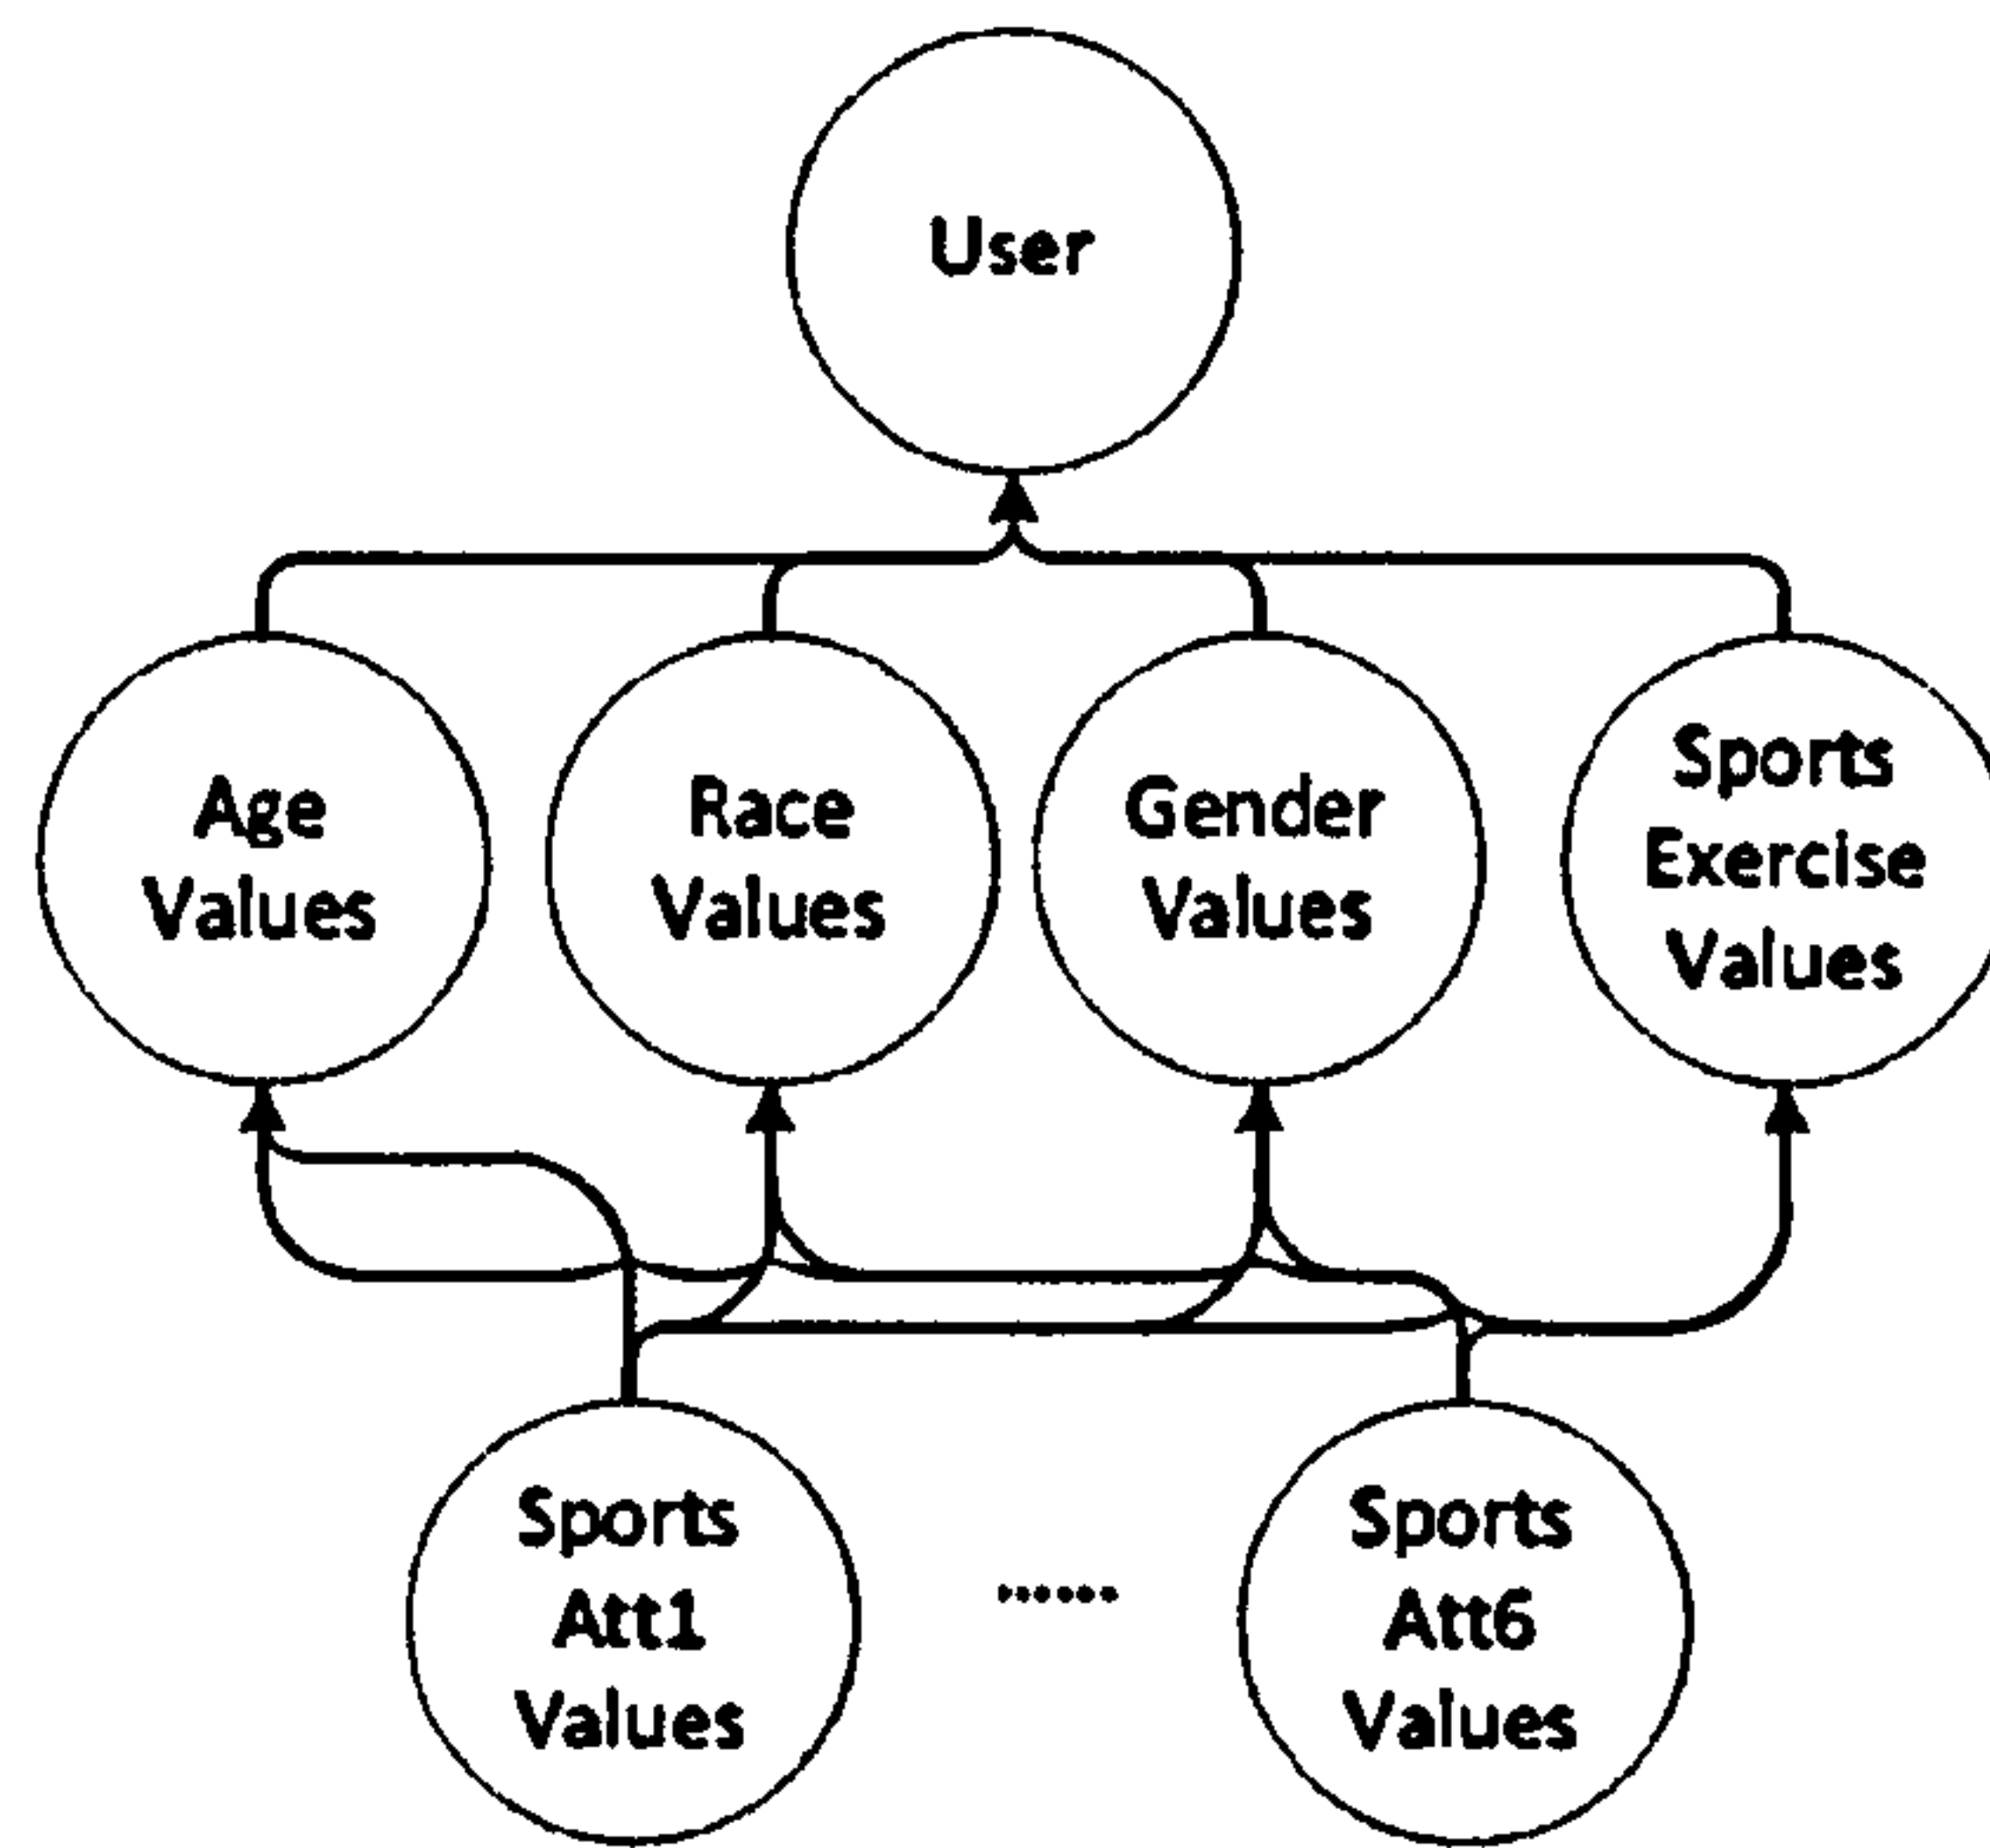 User
Age
Values
Race
Values
Gender
Values
Sports
Exercise
Values
Sports
Att1
Values
......
Sports
Att6
Values